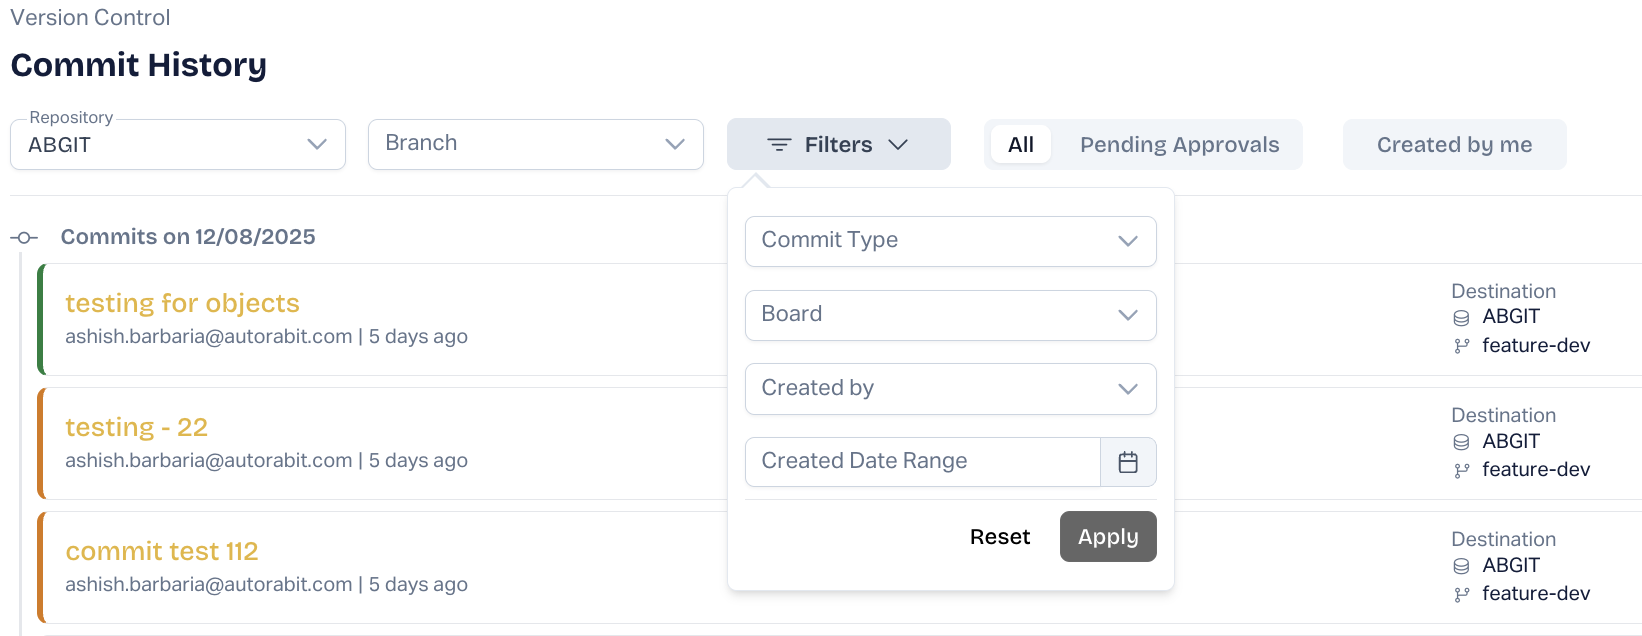 Version Control
Commit History
Repository
ABGIT
Branch
Filters
All
Pending Approvals
Created by me
Commits on 12/08/2025
testing for objects
ashish.barbaria@autorabit.com | 5 days ago
Destination
ABGIT
feature-dev
testing - 22
ashish.barbaria@autorabit.com | 5 days ago
Destination
ABGIT
feature-dev
commit test 112
ashish.barbaria@autorabit.com | 5 days ago
Destination
ABGIT
feature-dev
Commit Type
Board
Created by
Created Date Range
Reset
Apply